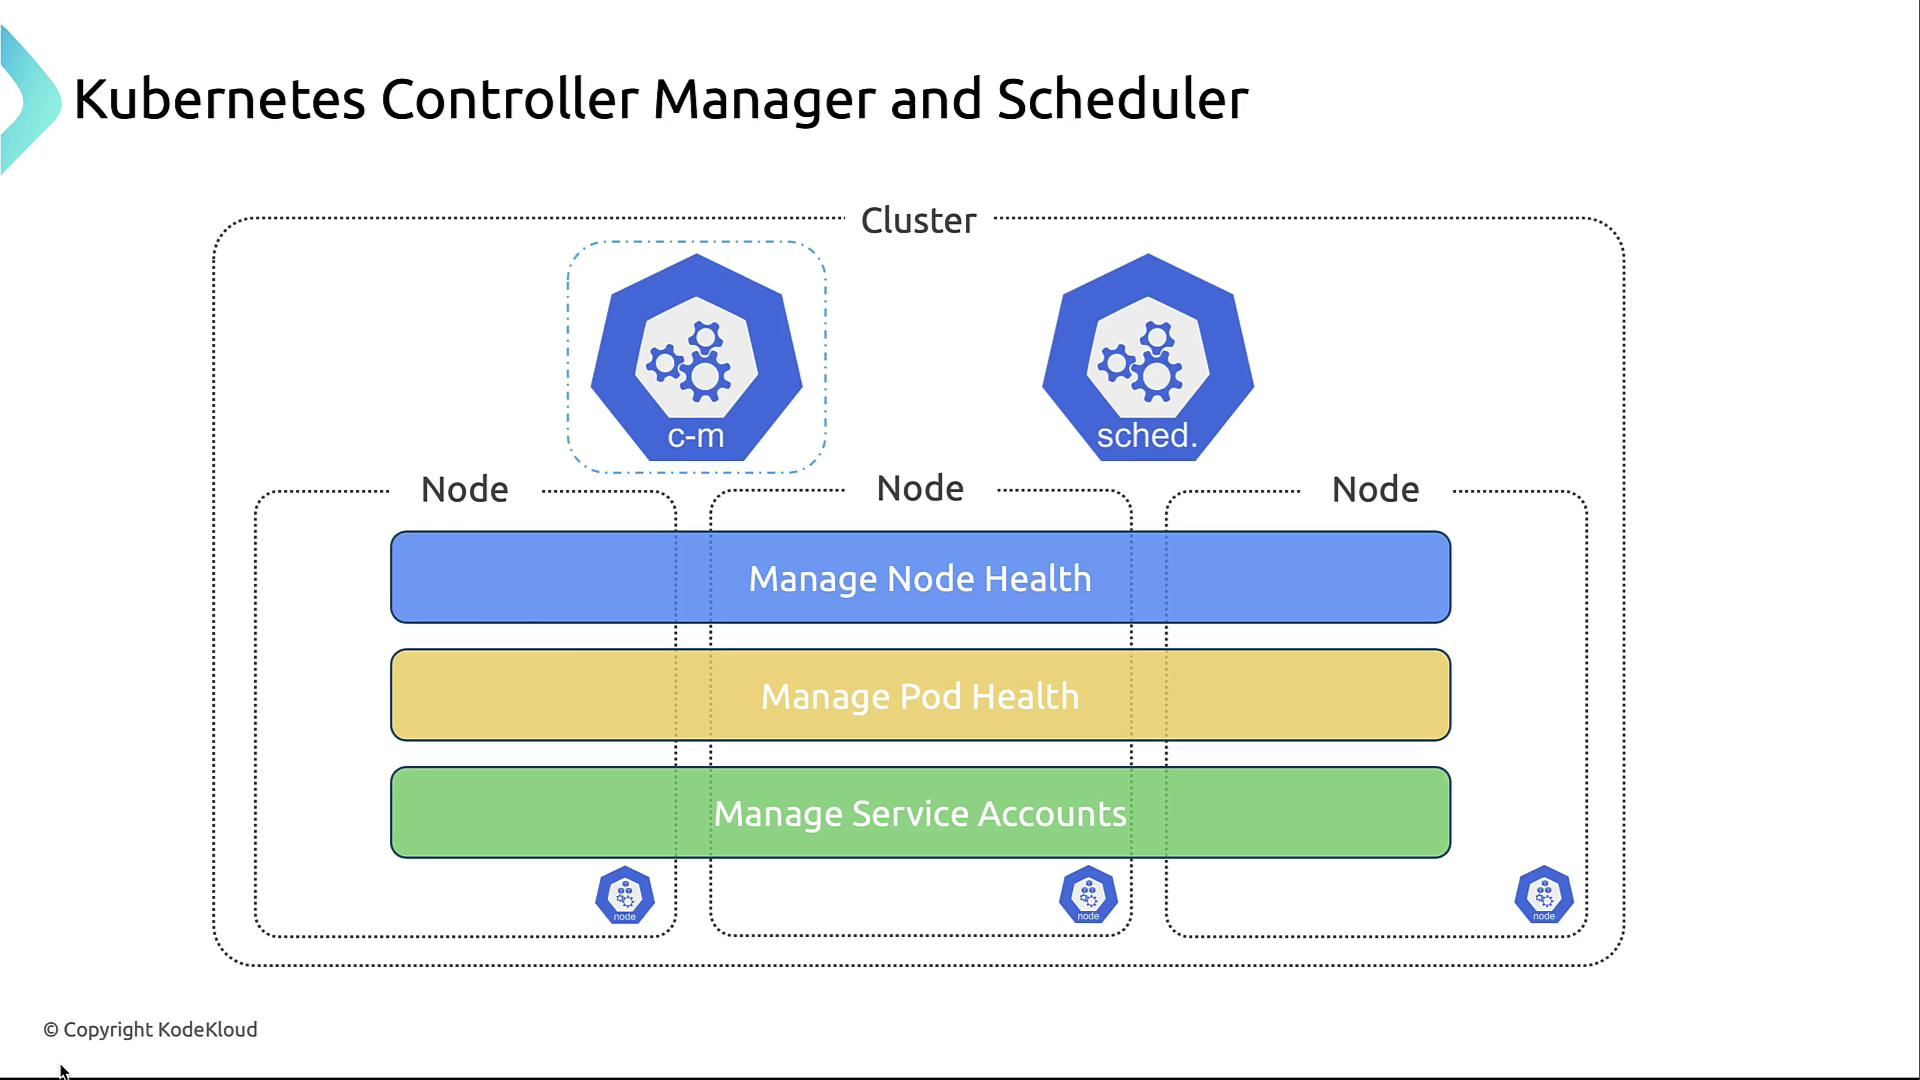 Kubernetes Controller Manager and Scheduler
Cluster
c-m
sched.
Node
Node
Node
Manage Node Health
Manage Pod Health
Manage Service Accounts
node
node
node
© Copyright KodeKloud